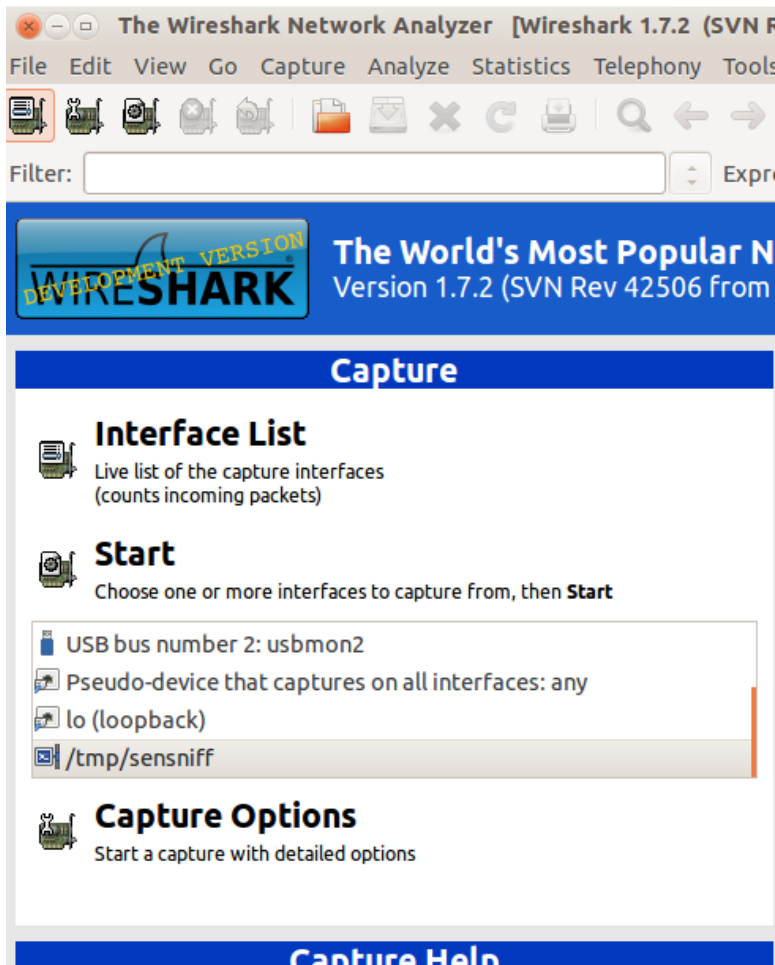 The Wireshark Network Analyzer [Wireshark 1.7.2 (SVN R
File Edit View Go Capture Analyze Statistics Telephony Tools
Filter: Expre
DEVELOPMENT VERSION
WIRESHARK
The World's Most Popular N
Version 1.7.2 (SVN Rev 42506 from
Capture
Interface List
Live list of the capture interfaces
(counts incoming packets)
Start
Choose one or more interfaces to capture from, then Start
USB bus number 2: usbmon2
Pseudo-device that captures on all interfaces: any
lo (loopback)
/tmp/sensniff
Capture Options
Start a capture with detailed options
Capture Help